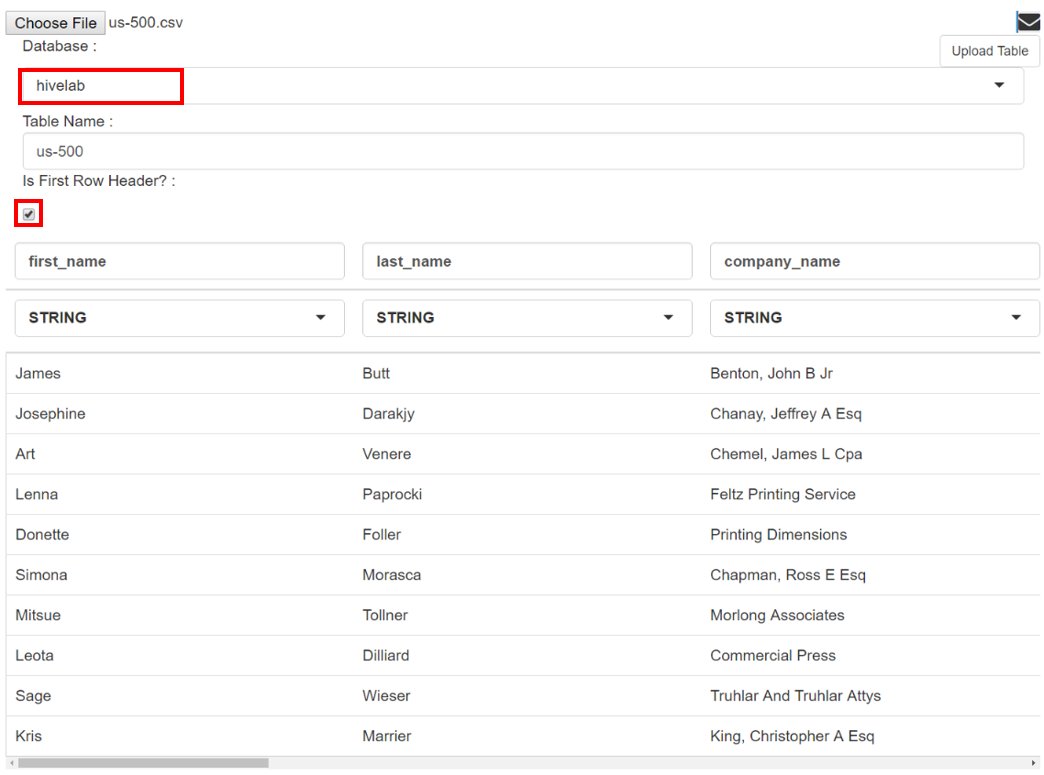 Choose File us-500.csv
Database :
Upload Table
hivelab
Table Name :
us-500
Is First Row Header? :
first_name last_name company_name
STRING STRING STRING
James Butt Benton, John B Jr
Josephine Darakjy Chanay, Jeffrey A Esq
Art Venere Chemel, James L Cpa
Lenna Paprocki Feltz Printing Service
Donette Foller Printing Dimensions
Simona Morasca Chapman, Ross E Esq
Mitsue Tollner Morlong Associates
Leota Dilliard Commercial Press
Sage Wieser Truhlar And Truhlar Attys
Kris Marrier King, Christopher A Esq